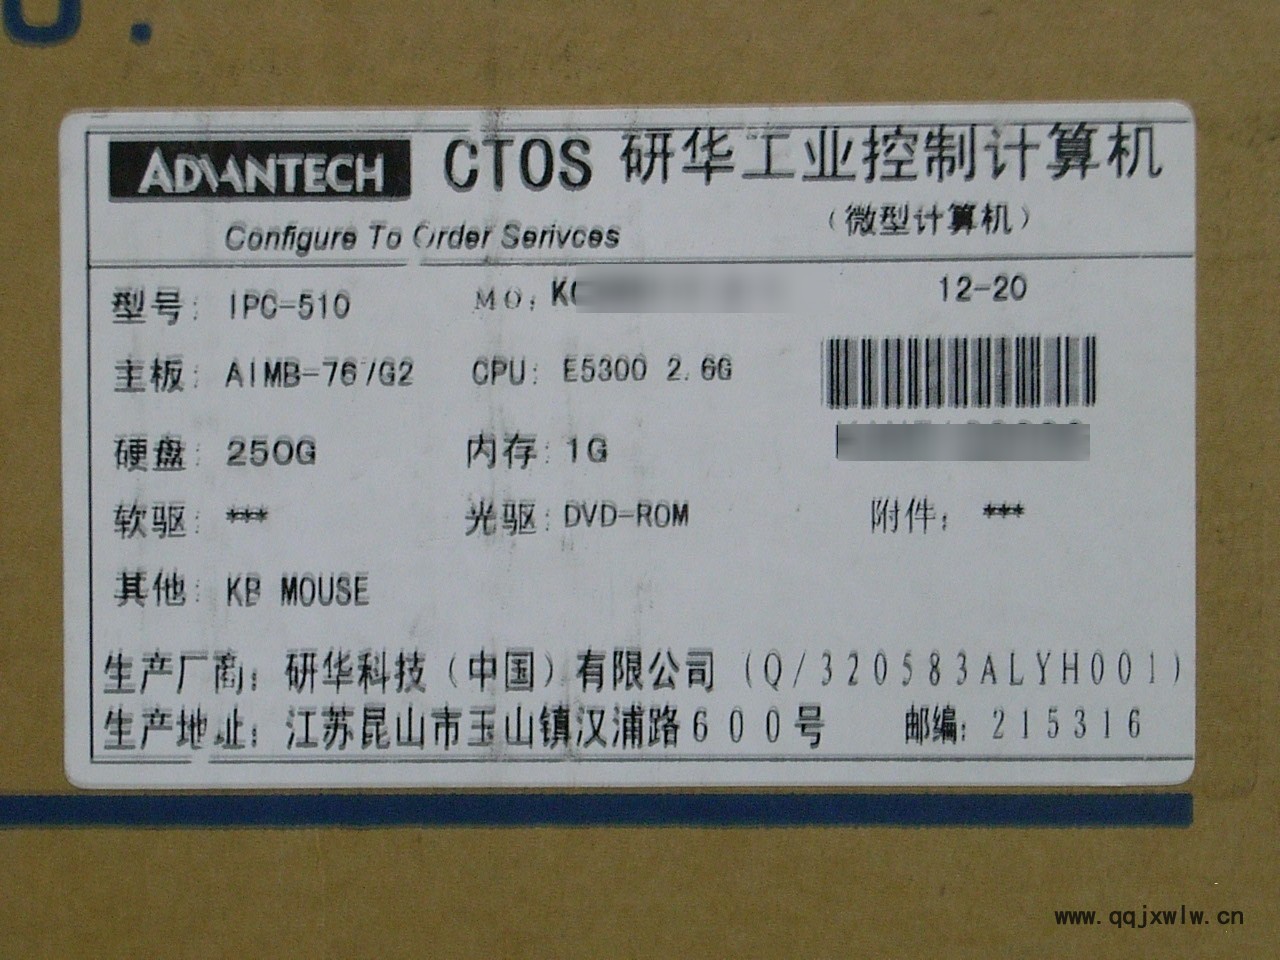 ADVANTECH CTOS 研华工业控制计算机
Configure To Order Serivces （微型计算机）
型号: IPC-510 MO: KC 12-20
主板: CPU: E5300 2.6G
硬盘: 250G 内存: 1G
软驱: *** 光驱: DVD-ROM 附件: ***
其他: KB MOUSE
生产厂商: 研华科技（中国）有限公司 (Q/320583ALYH001)
生产地址: 江苏昆山市玉山镇汉浦路600号 邮编: 215316
www.qqjxwlw.cn